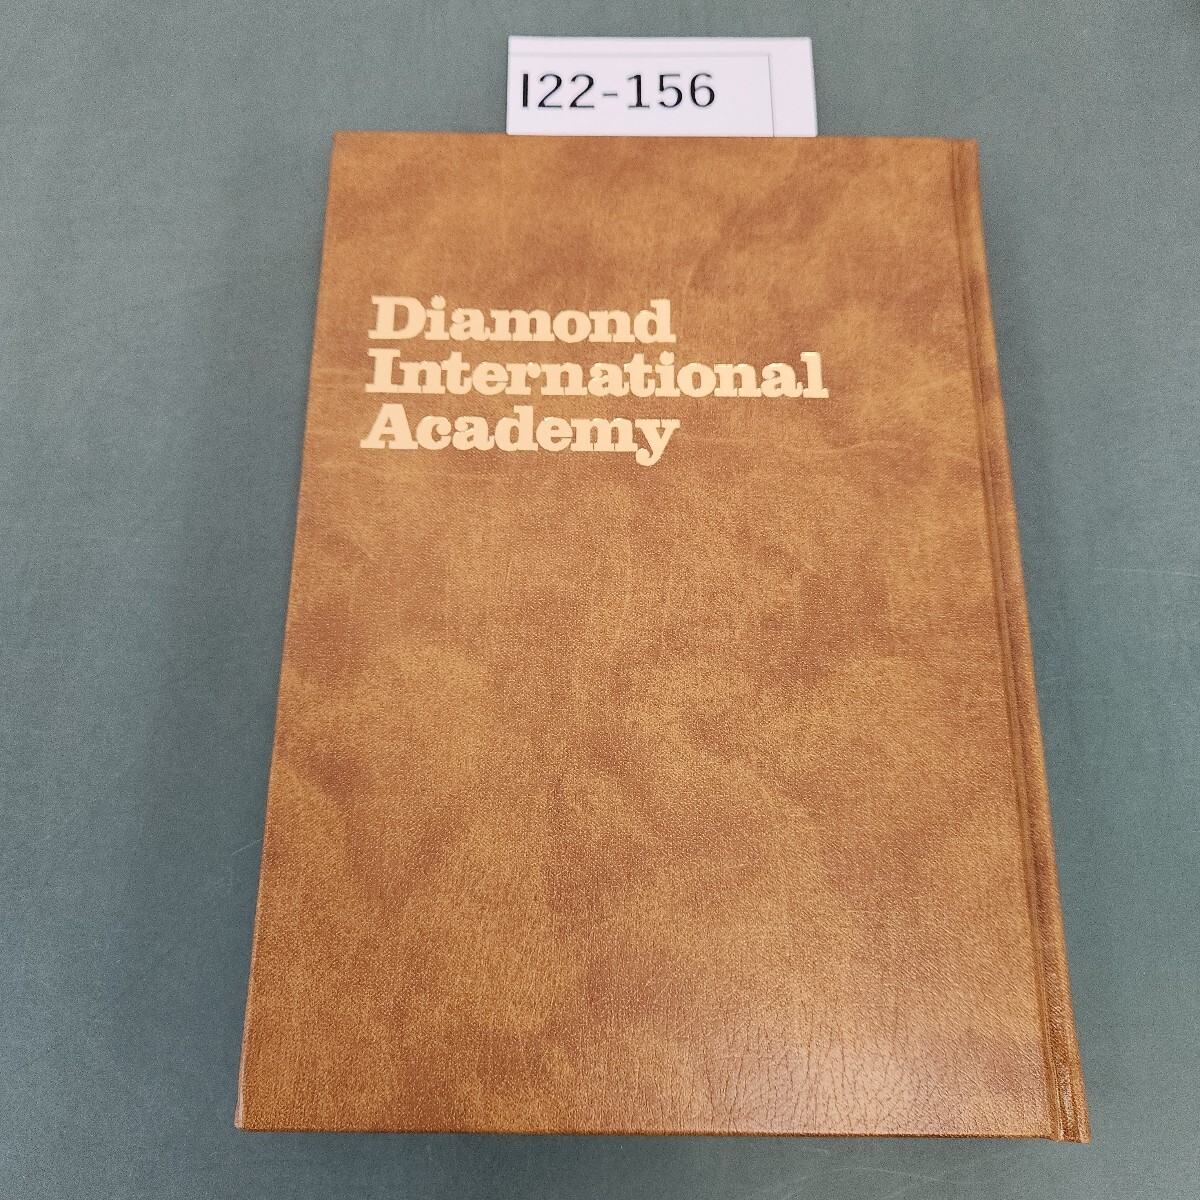 I22-156
Diamond
International
Academy